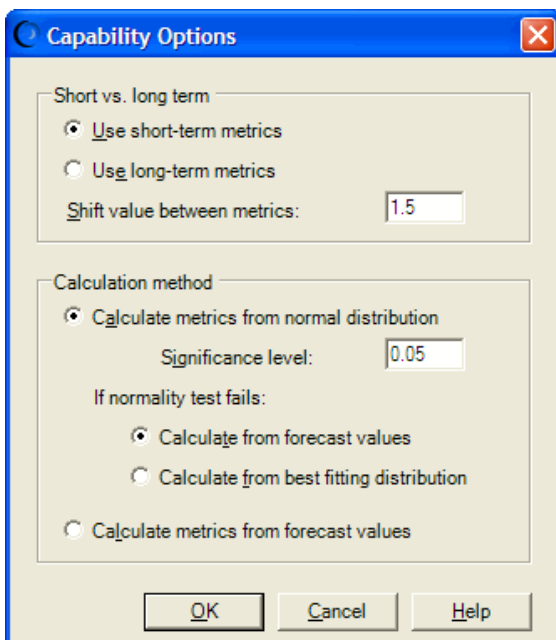 Capability Options
Short vs. long term
Use short-term metrics
Use long-term metrics
Shift value between metrics: 1.5
Calculation method
Calculate metrics from normal distribution
Significance level: 0.05
If normality test fails:
Calculate from forecast values
Calculate from best fitting distribution
Calculate metrics from forecast values
OK Cancel Help